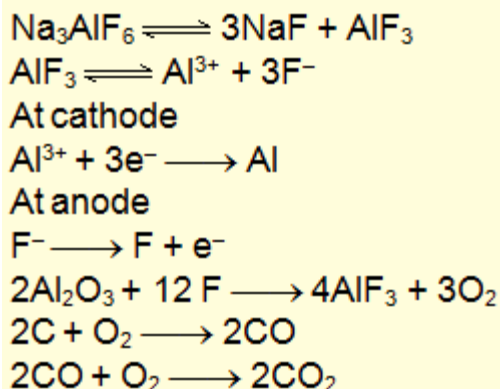 Na₃AlF₆ ⇌ 3NaF + AlF₃
AlF₃ ⇌ Al³⁺ + 3F⁻
At cathode
Al³⁺ + 3e⁻ ⟶ Al
At anode
F⁻ ⟶ F + e⁻
2Al₂O₃ + 12 F ⟶ 4AlF₃ + 3O₂
2C + O₂ ⟶ 2CO
2CO + O₂ ⟶ 2CO₂